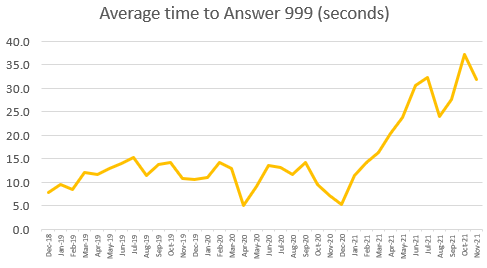 Average time to Answer 999 (seconds)
40.0
35.0
30.0
25.0
20.0
15.0
10.0
5.0
0.0
Dec-18
Jan-19
Feb-19
Mar-19
Apr-19
May-19
Jun-19
Jul-19
Aug-19
Sep-19
Oct-19
Nov-19
Dec-19
Jan-20
Feb-20
Mar-20
Apr-20
May-20
Jun-20
Jul-20
Aug-20
Sep-20
Oct-20
Nov-20
Dec-20
Jan-21
Feb-21
Mar-21
Apr-21
May-21
Jun-21
Jul-21
Aug-21
Sep-21
Oct-21
Nov-21